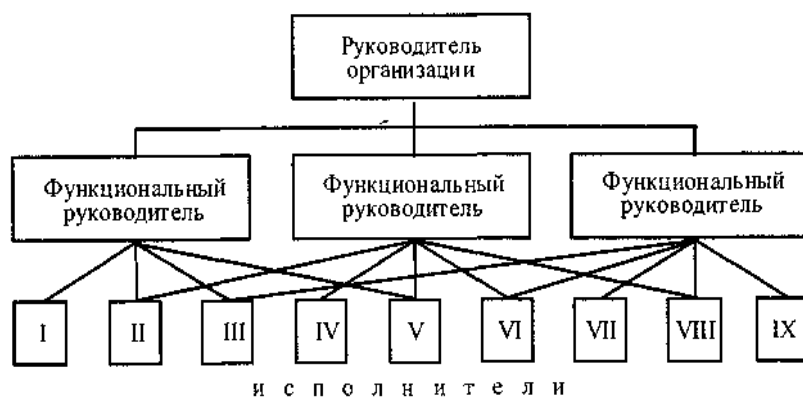 Руководитель
организации
Функциональный
руководитель
Функциональный
руководитель
Функциональный
руководитель
I II III IV V VI VII VIII IX
исполнители